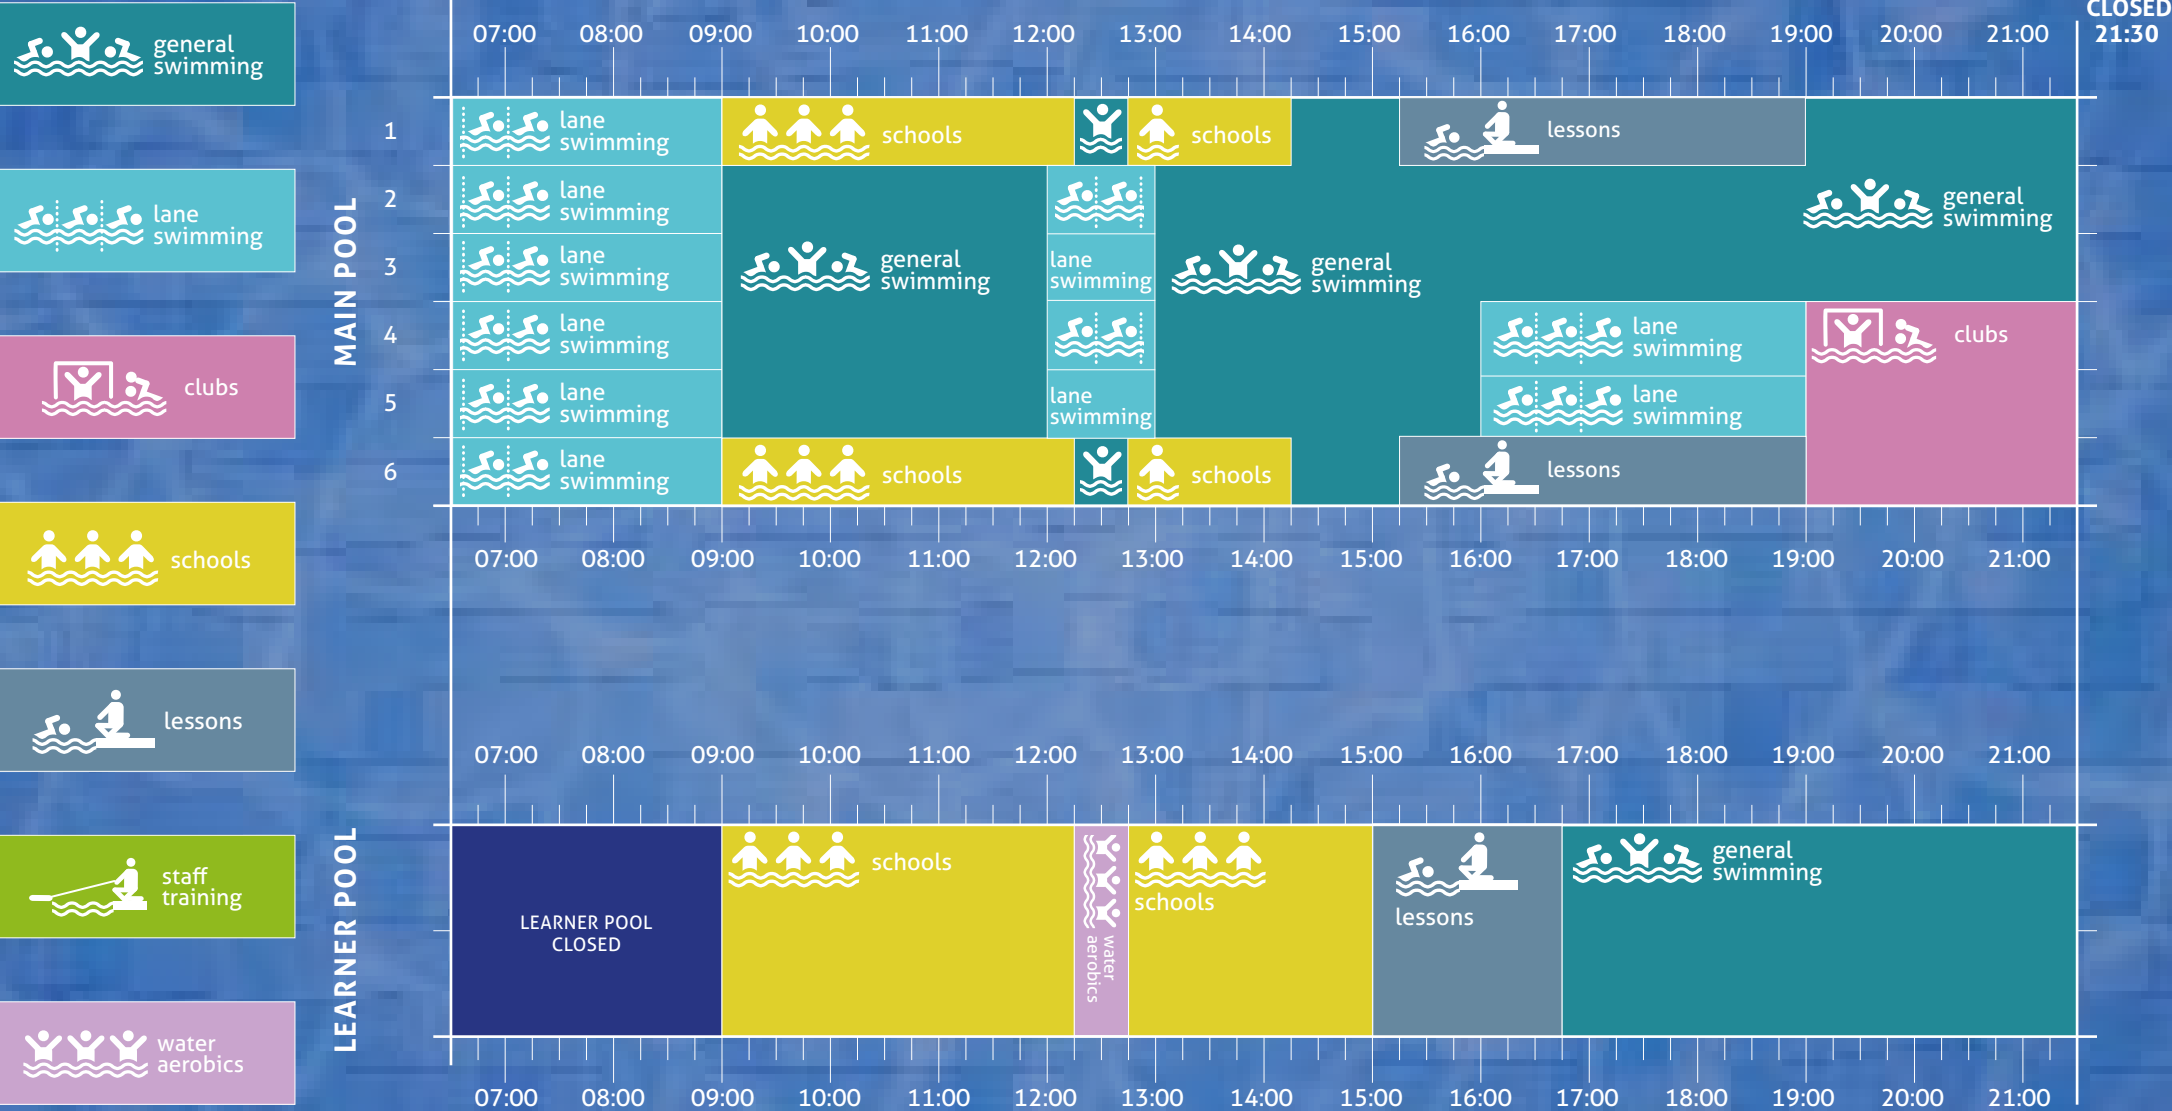 CLOSED
21:30
07:00 08:00 09:00 10:00 11:00 12:00 13:00 14:00 15:00 16:00 17:00 18:00 19:00 20:00 21:00
general
swimming
lane
swimming
clubs
schools
lessons
staff
training
water
aerobics
MAIN POOL
1
lane
swimming
schools
schools
lessons
2
lane
swimming
general
swimming
3
lane
swimming
general
swimming
lane
swimming
general
swimming
4
lane
swimming
lane
swimming
clubs
5
lane
swimming
lane
swimming
lane
swimming
6
lane
swimming
schools
schools
lessons
07:00 08:00 09:00 10:00 11:00 12:00 13:00 14:00 15:00 16:00 17:00 18:00 19:00 20:00 21:00
07:00 08:00 09:00 10:00 11:00 12:00 13:00 14:00 15:00 16:00 17:00 18:00 19:00 20:00 21:00
LEARNER POOL
LEARNER POOL
CLOSED
schools
water
aerobics
schools
lessons
general
swimming
07:00 08:00 09:00 10:00 11:00 12:00 13:00 14:00 15:00 16:00 17:00 18:00 19:00 20:00 21:00